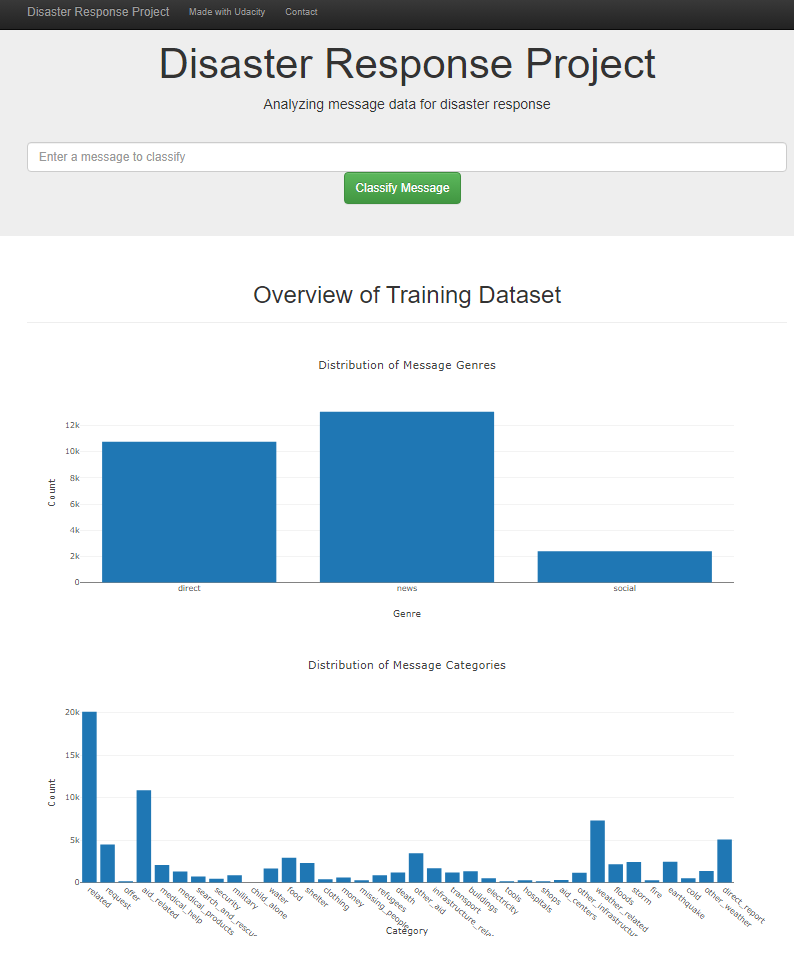 Disaster Response Project Made with Udacity Contact
Disaster Response Project
Analyzing message data for disaster response
Enter a message to classify
Classify Message
Overview of Training Dataset
Distribution of Message Genres
12k
10k
8k
6k
4k
2k
0
Count
direct news social
Genre
Distribution of Message Categories
20k
15k
10k
5k
0
Count
related
request
offer
aid_related
medical_help
medical_products
search_and_rescue
security
military
child_alone
water
food
shelter
clothing
money
missing_people
refugees
death
other_aid
infrastructure_rela
transport
buildings
electricity
tools
hospitals
shops
aid_centers
other_infrastructu
weather_related
floods
storm
fire
earthquake
cold
other_weather
direct_report
Category